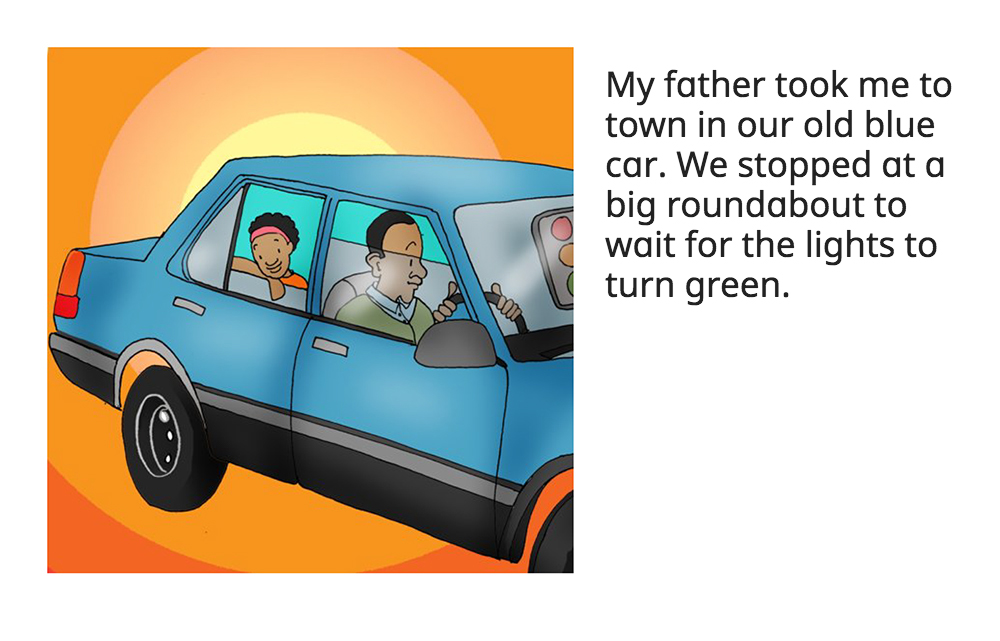 My father took me to
town in our old blue
car. We stopped at a
big roundabout to
wait for the lights to
turn green.